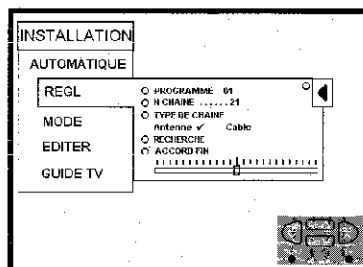 INSTALLATION
AUTOMATIQUE
REGL
MODE
EDITER
GUIDE TV
PROGRAMME 01
N CHAINE ...... 21
TYPE DE CHAINE
Antenne ✓ Cable
RECHERCHE
ACCORD FIN